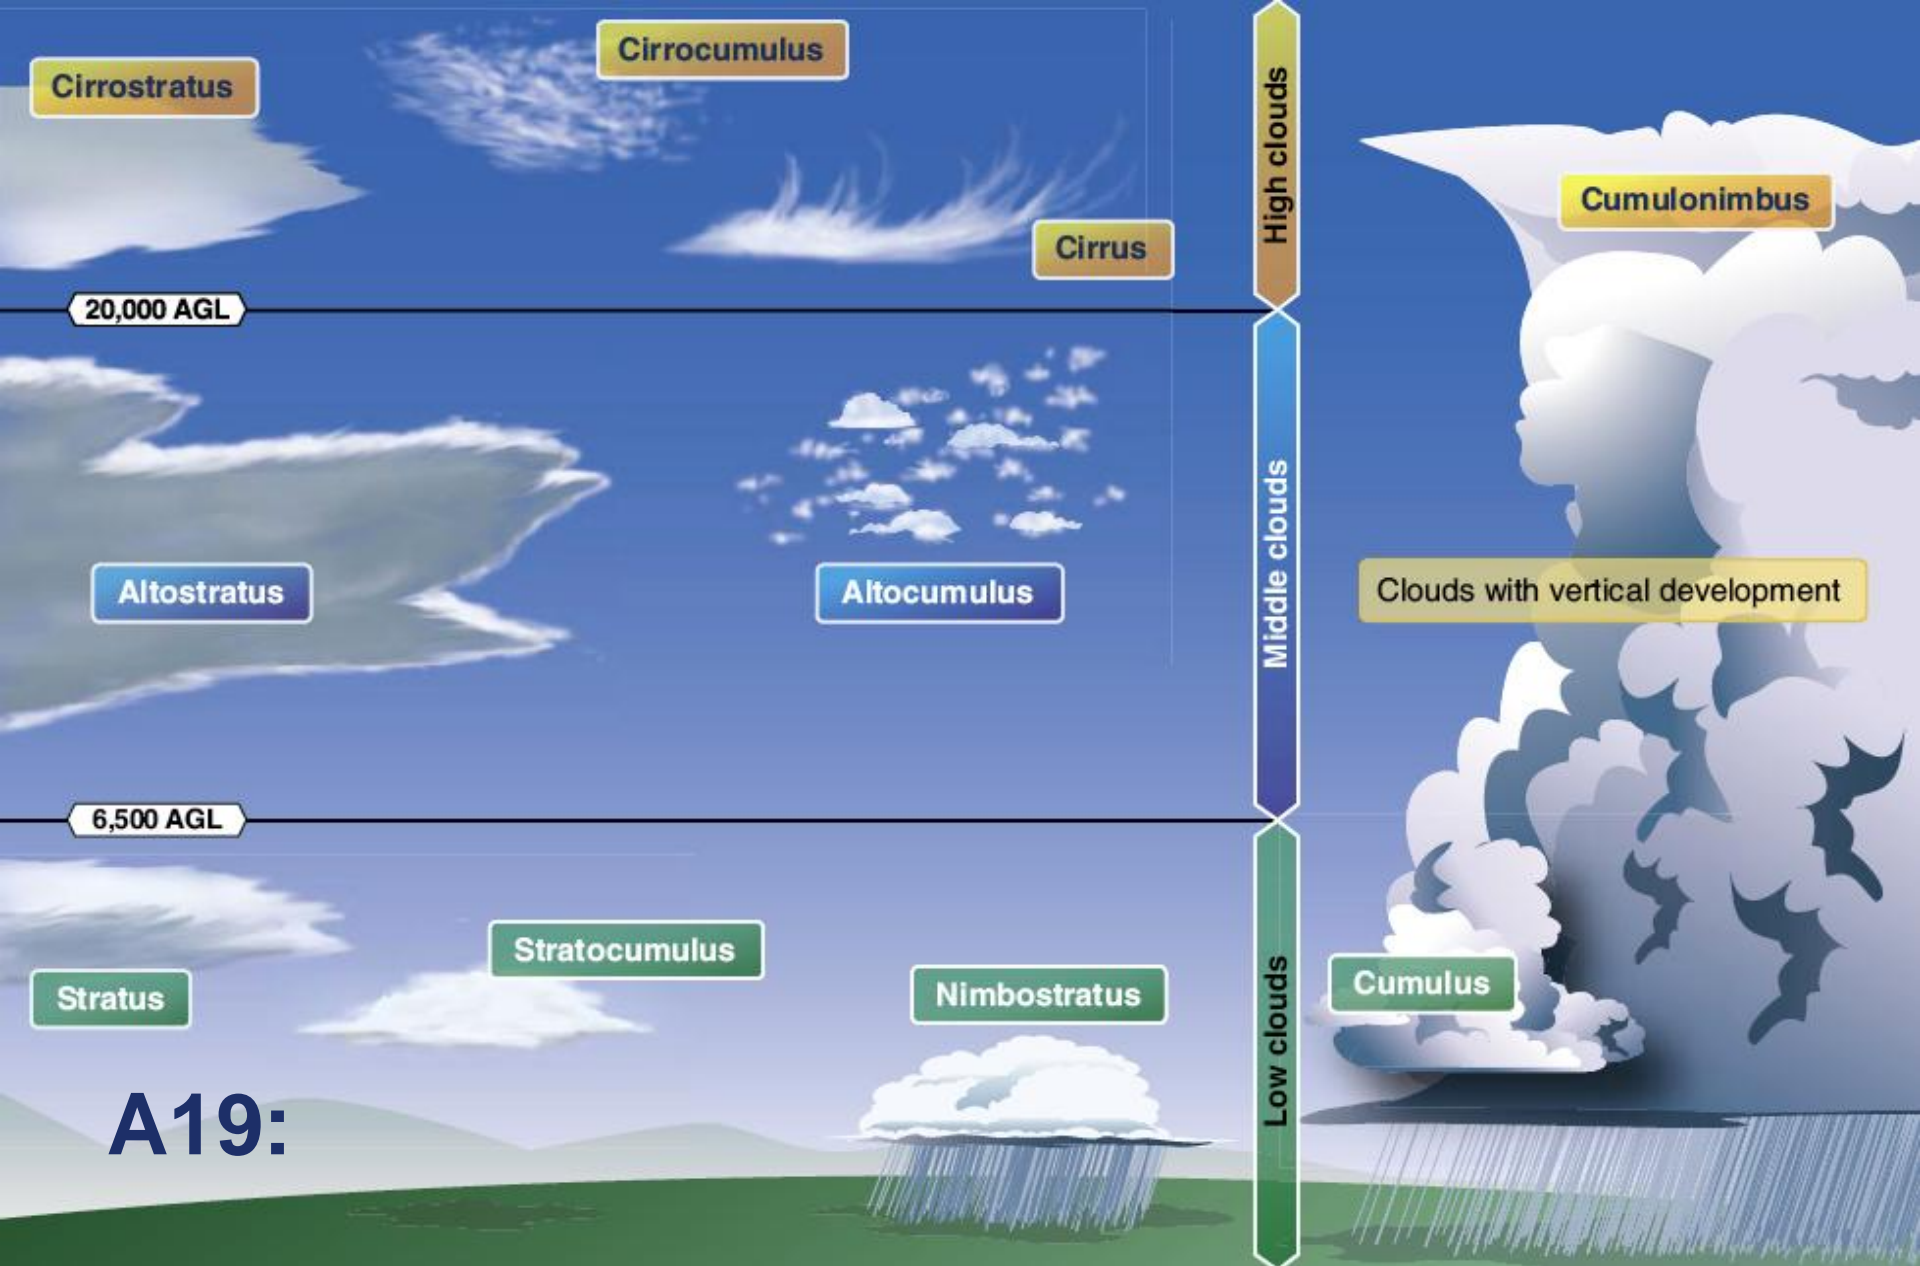 Cirrocumulus
Cirrostratus
Cirrus
High clouds
Cumulonimbus
20,000 AGL
Altostratus
Altocumulus
Middle clouds
Clouds with vertical development
6,500 AGL
Stratus
Stratocumulus
Nimbostratus
Low clouds
Cumulus
A19: